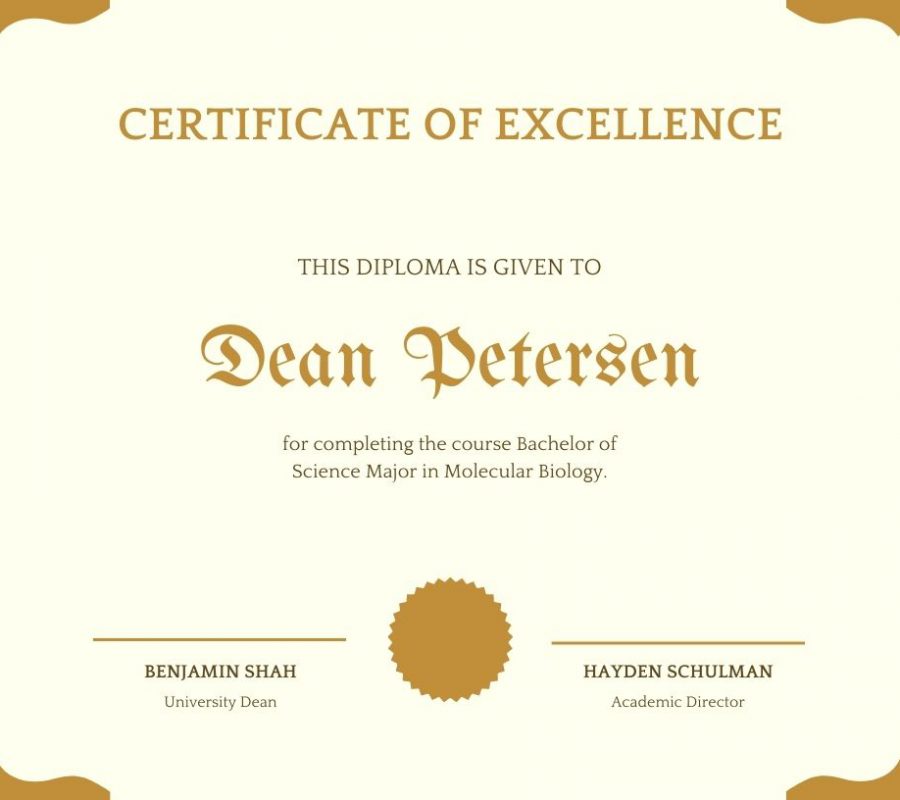 CERTIFICATE OF EXCELLENCE
THIS DIPLOMA IS GIVEN TO
Dean Petersen
for completing the course Bachelor of
Science Major in Molecular Biology.
BENJAMIN SHAH
University Dean
HAYDEN SCHULMAN
Academic Director